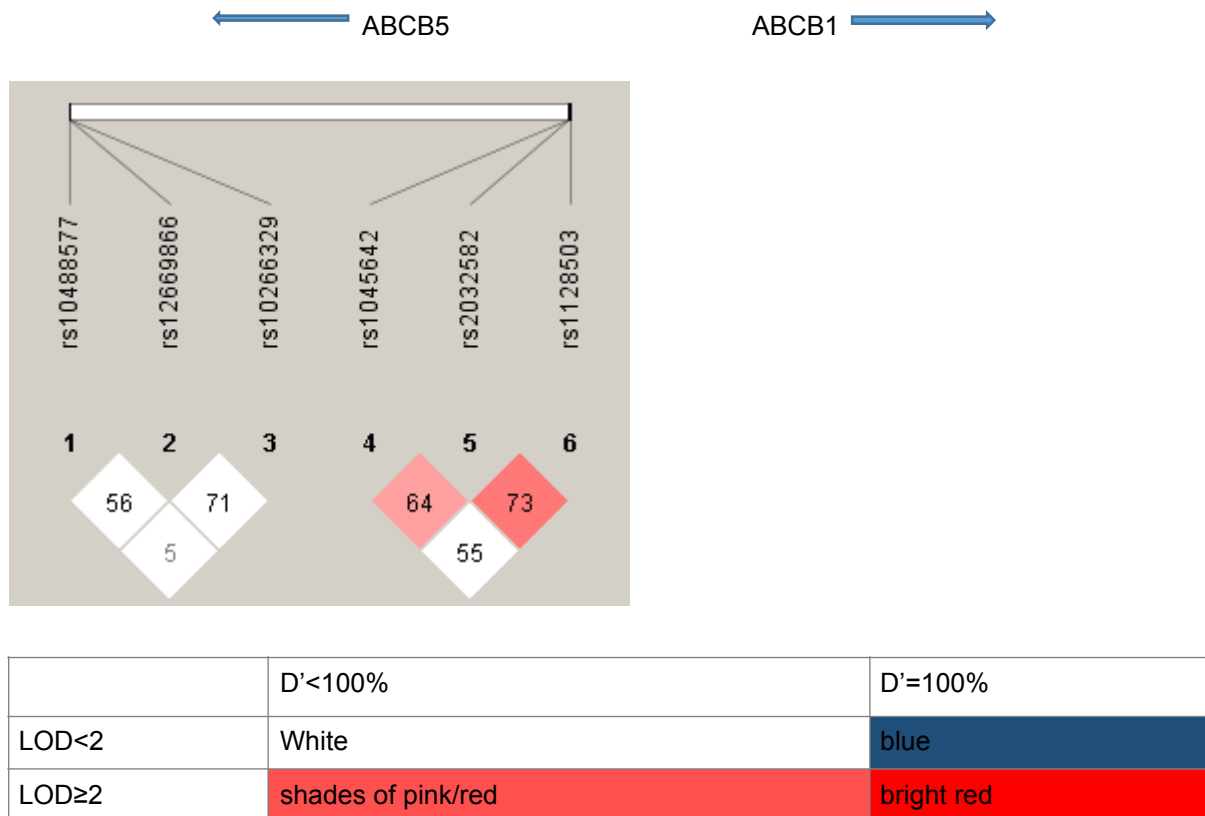 ABCB5 ABCB1
rs10488577 rs12669866 rs10266329 rs1045642 rs2032582 rs1128503
1 2 3 4 5 6
56 71 64 73
5 55
D’<100% D’=100%
LOD<2 White blue
LOD≥2 shades of pink/red bright red